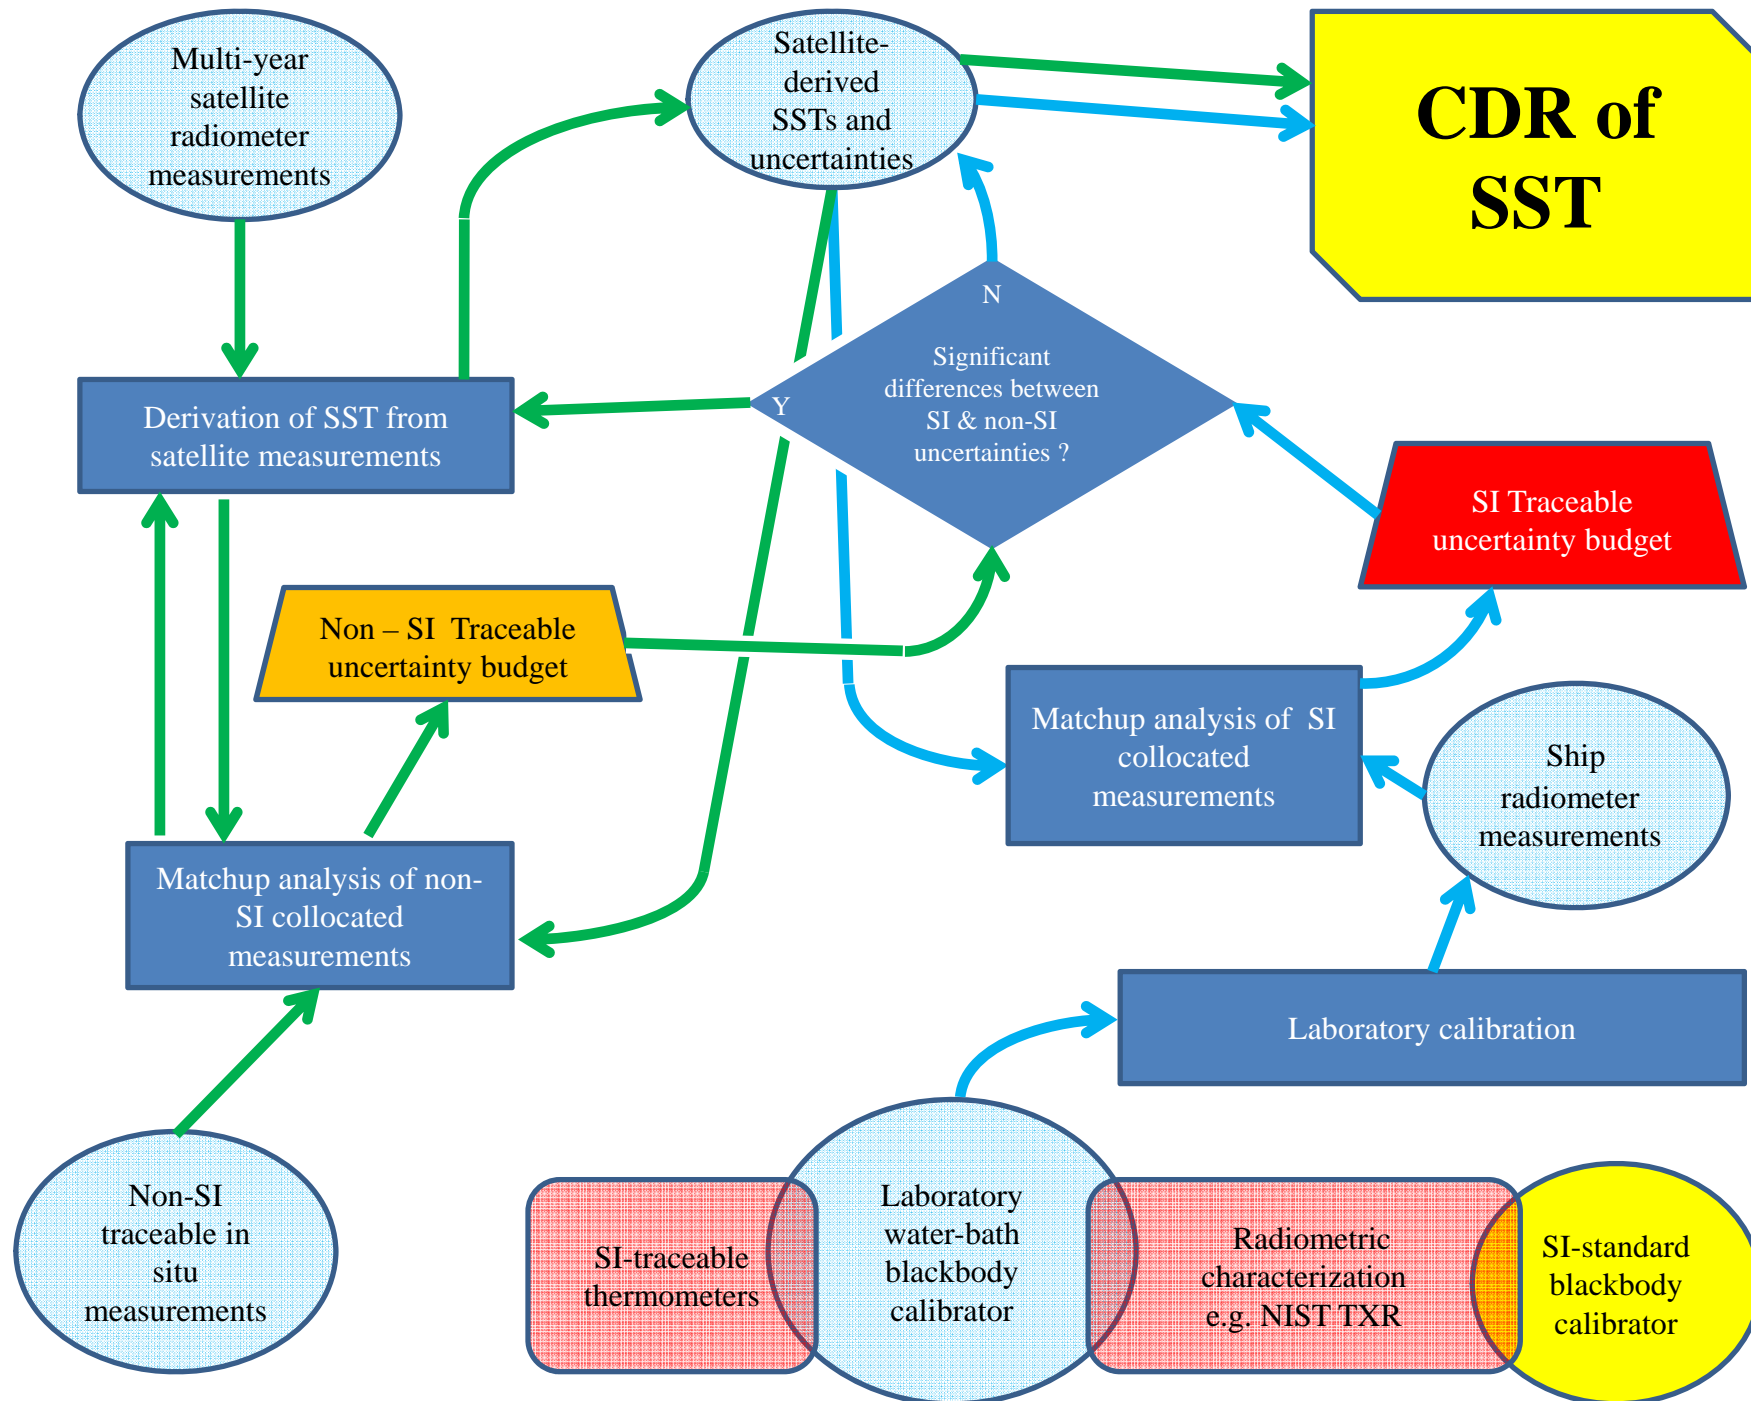 Multi-year
satellite
radiometer
measurements
Satellite-
derived
SSTs and
uncertainties
CDR of
SST
N
Significant
differences between
SI & non-SI
uncertainties ?
Y
Derivation of SST from
satellite measurements
SI Traceable
uncertainty budget
Non – SI  Traceable
uncertainty budget
Matchup analysis of  SI
collocated
measurements
Ship
radiometer
measurements
Matchup analysis of non-
SI collocated
measurements
Laboratory calibration
Non-SI
traceable in
situ
measurements
SI-traceable
thermometers
Laboratory
water-bath
blackbody
calibrator
Radiometric
characterization
e.g. NIST TXR
SI-standard
blackbody
calibrator